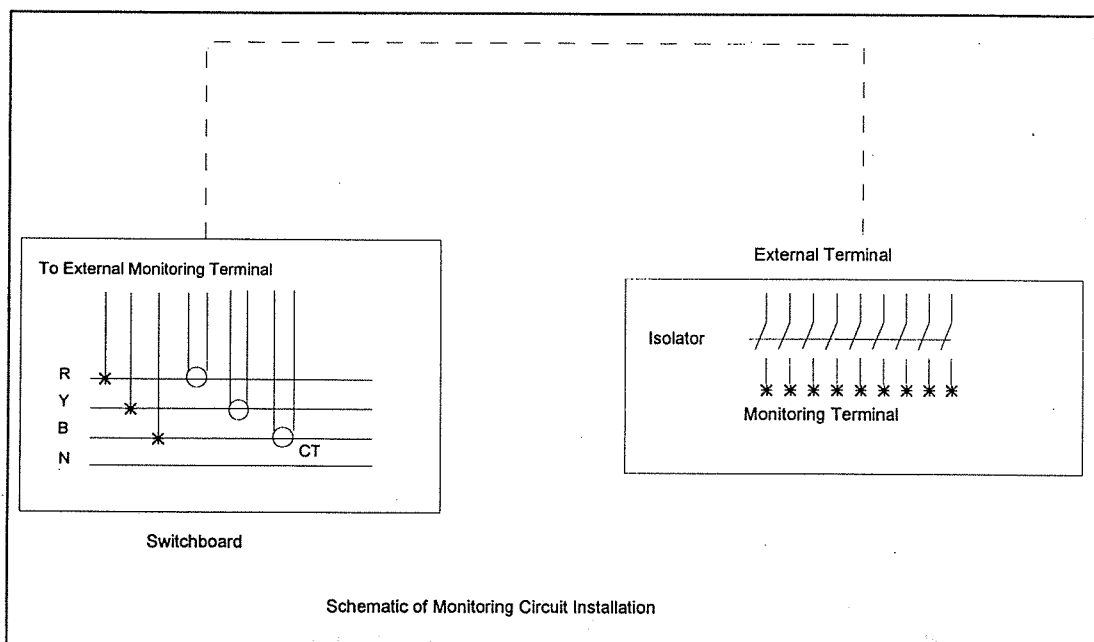 To External Monitoring Terminal
R
Y
B
N
CT
Switchboard
External Terminal
Isolator
Monitoring Terminal
Schematic of Monitoring Circuit Installation